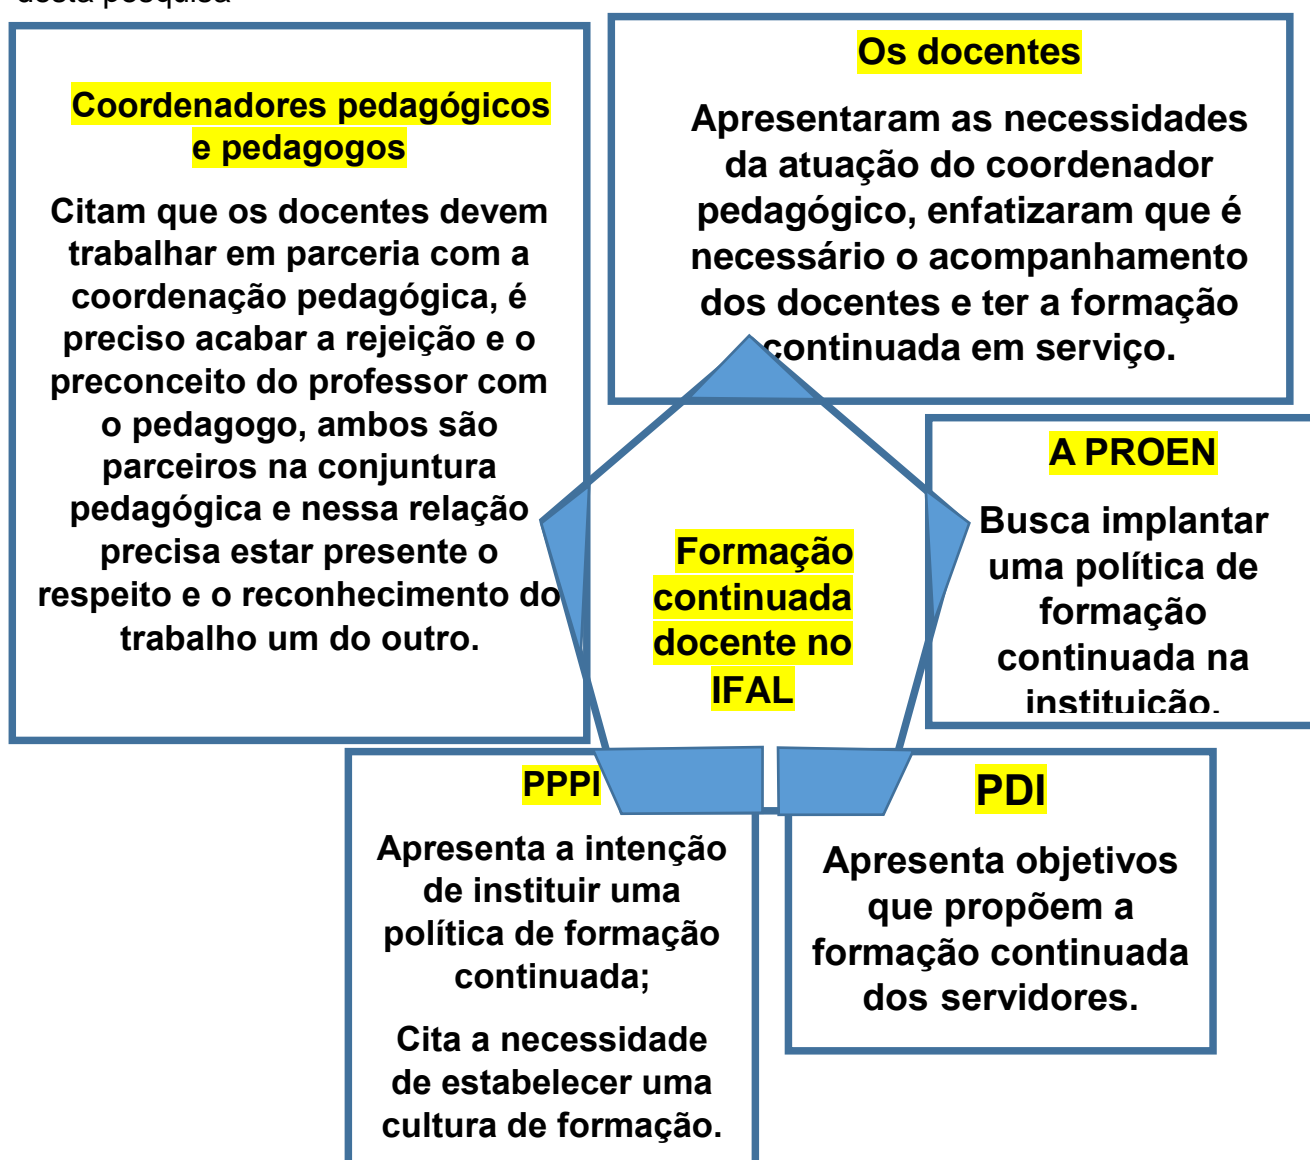 desta pesquisa
Coordenadores pedagógicos
e pedagogos
Citam que os docentes devem
trabalhar em parceria com a
coordenação pedagógica, é
preciso acabar a rejeição e o
preconceito do professor com
o pedagogo, ambos são
parceiros na conjuntura
pedagógica e nessa relação
precisa estar presente o
respeito e o reconhecimento do
trabalho um do outro.
Os docentes
Apresentaram as necessidades
da atuação do coordenador
pedagógico, enfatizaram que é
necessário o acompanhamento
dos docentes e ter a formação
continuada em serviço.
A PROEN
Busca implantar
uma política de
formação
continuada na
instituição.
Formação
continuada
docente no
IFAL
PPPI
Apresenta a intenção
de instituir uma
política de formação
continuada;
Cita a necessidade
de estabelecer uma
cultura de formação.
PDI
Apresenta objetivos
que propõem a
formação continuada
dos servidores.